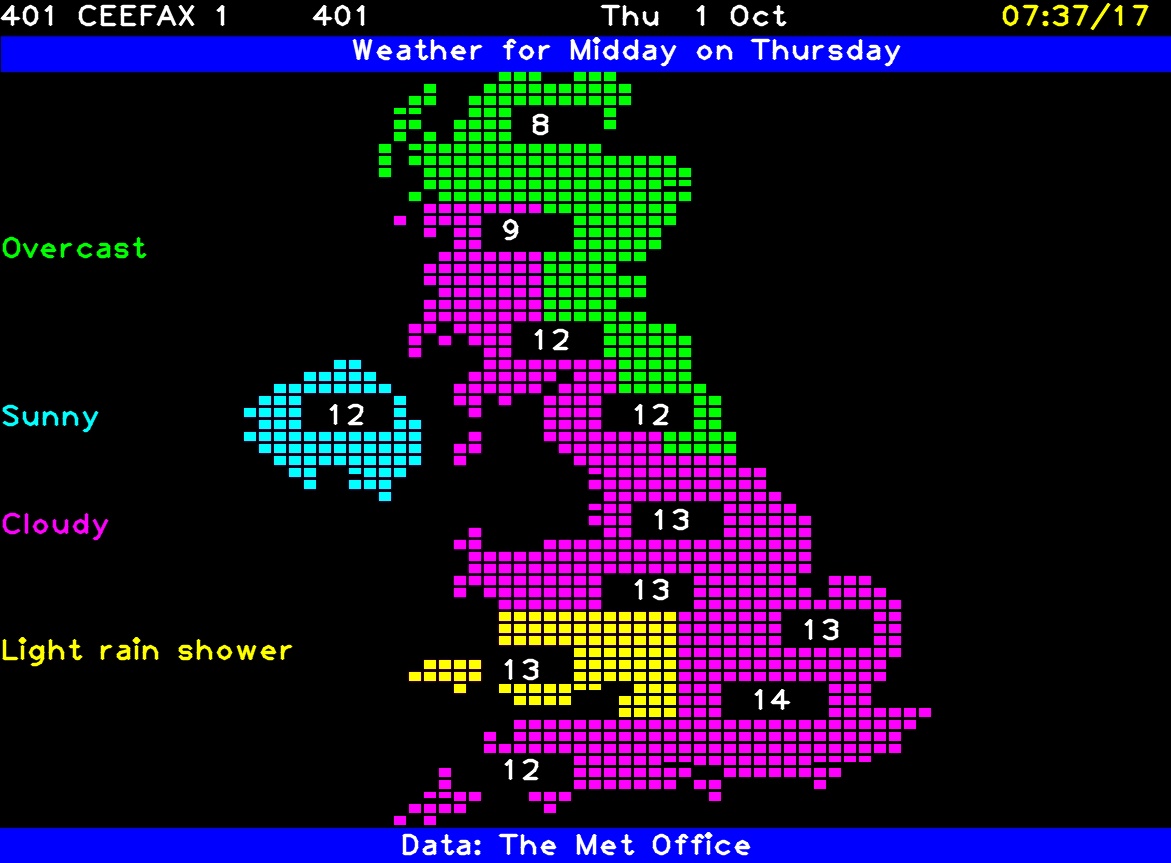 401 CEEFAX 1 401 Thu 1 Oct 07:37/17
Weather for Midday on Thursday
8
9
Overcast
12
Sunny 12 12
Cloudy 13
13
13
Light rain shower
13
14
12
Data: The Met Office